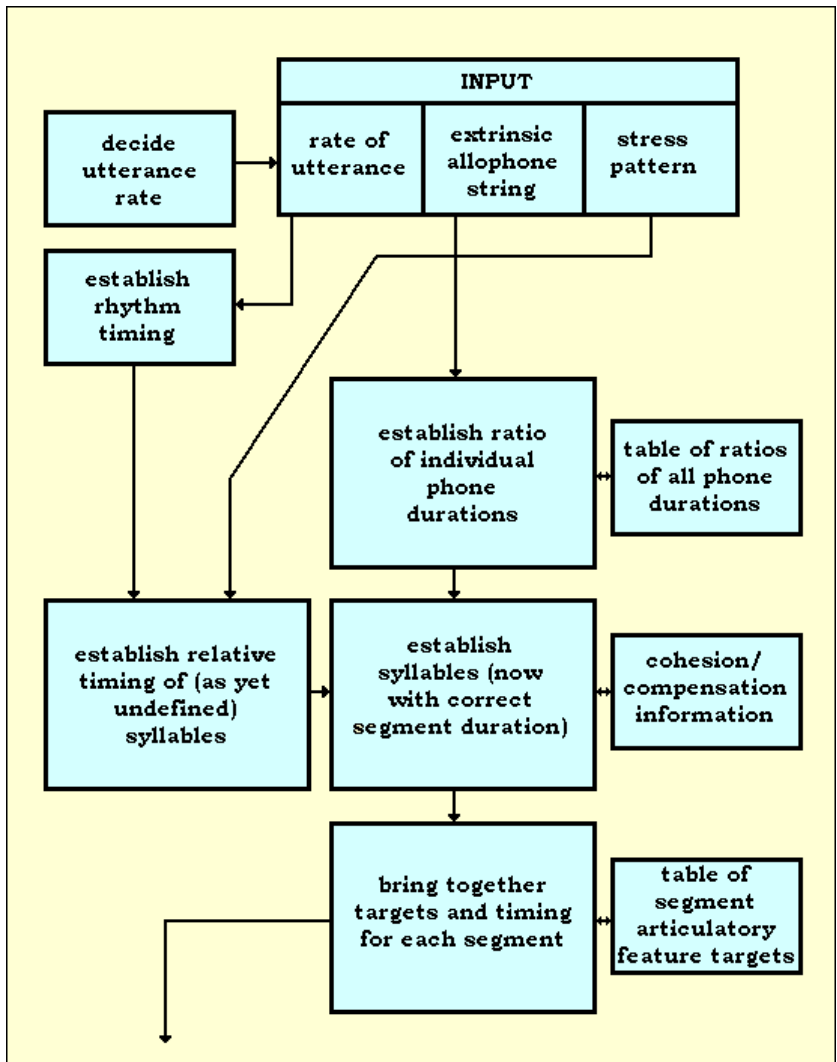 INPUT
decide
utterance
rate
rate of
utterance
extrinsic
allophone
string
stress
pattern
establish
rhythm
timing
establish ratio
of individual
phone
durations
table of ratios
of all phone
durations
establish relative
timing of (as yet
undefined)
syllables
establish
syllables (now
with correct
segment duration)
cohesion/
compensation
information
bring together
targets and timing
for each segment
table of
segment
articulatory
feature targets